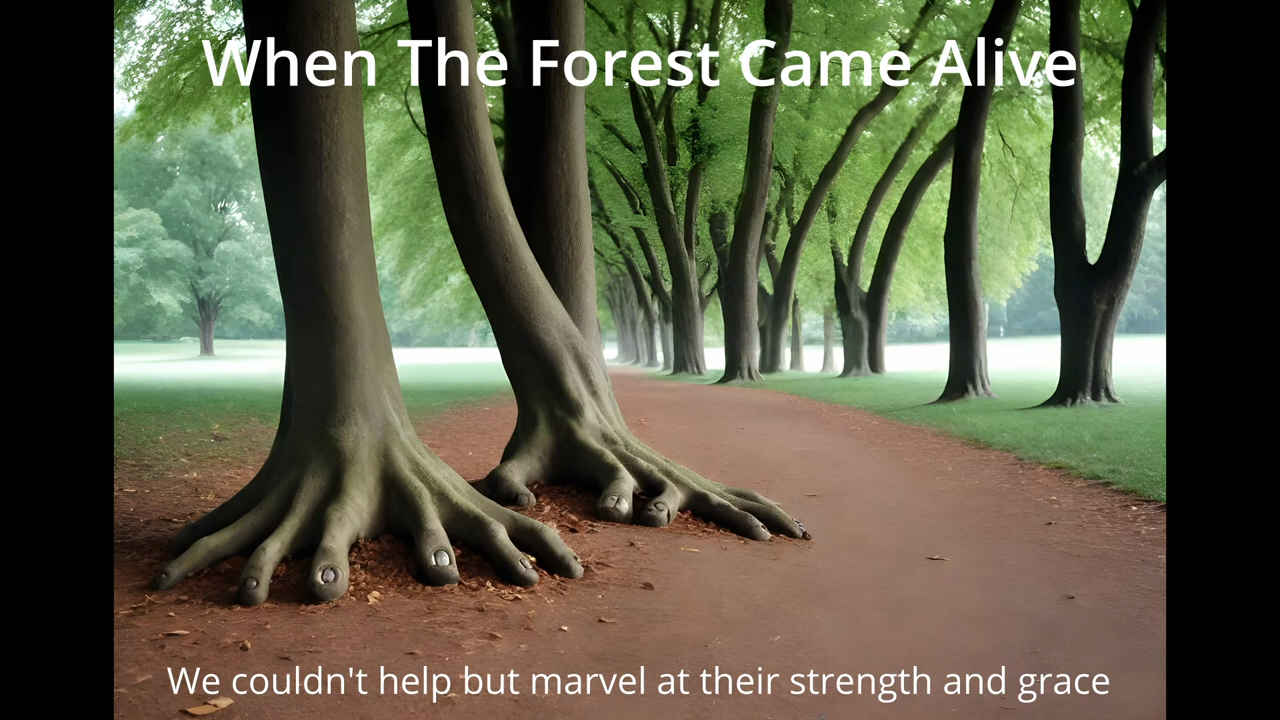 When The Forest Came Alive
We couldn't help but marvel at their strength and grace